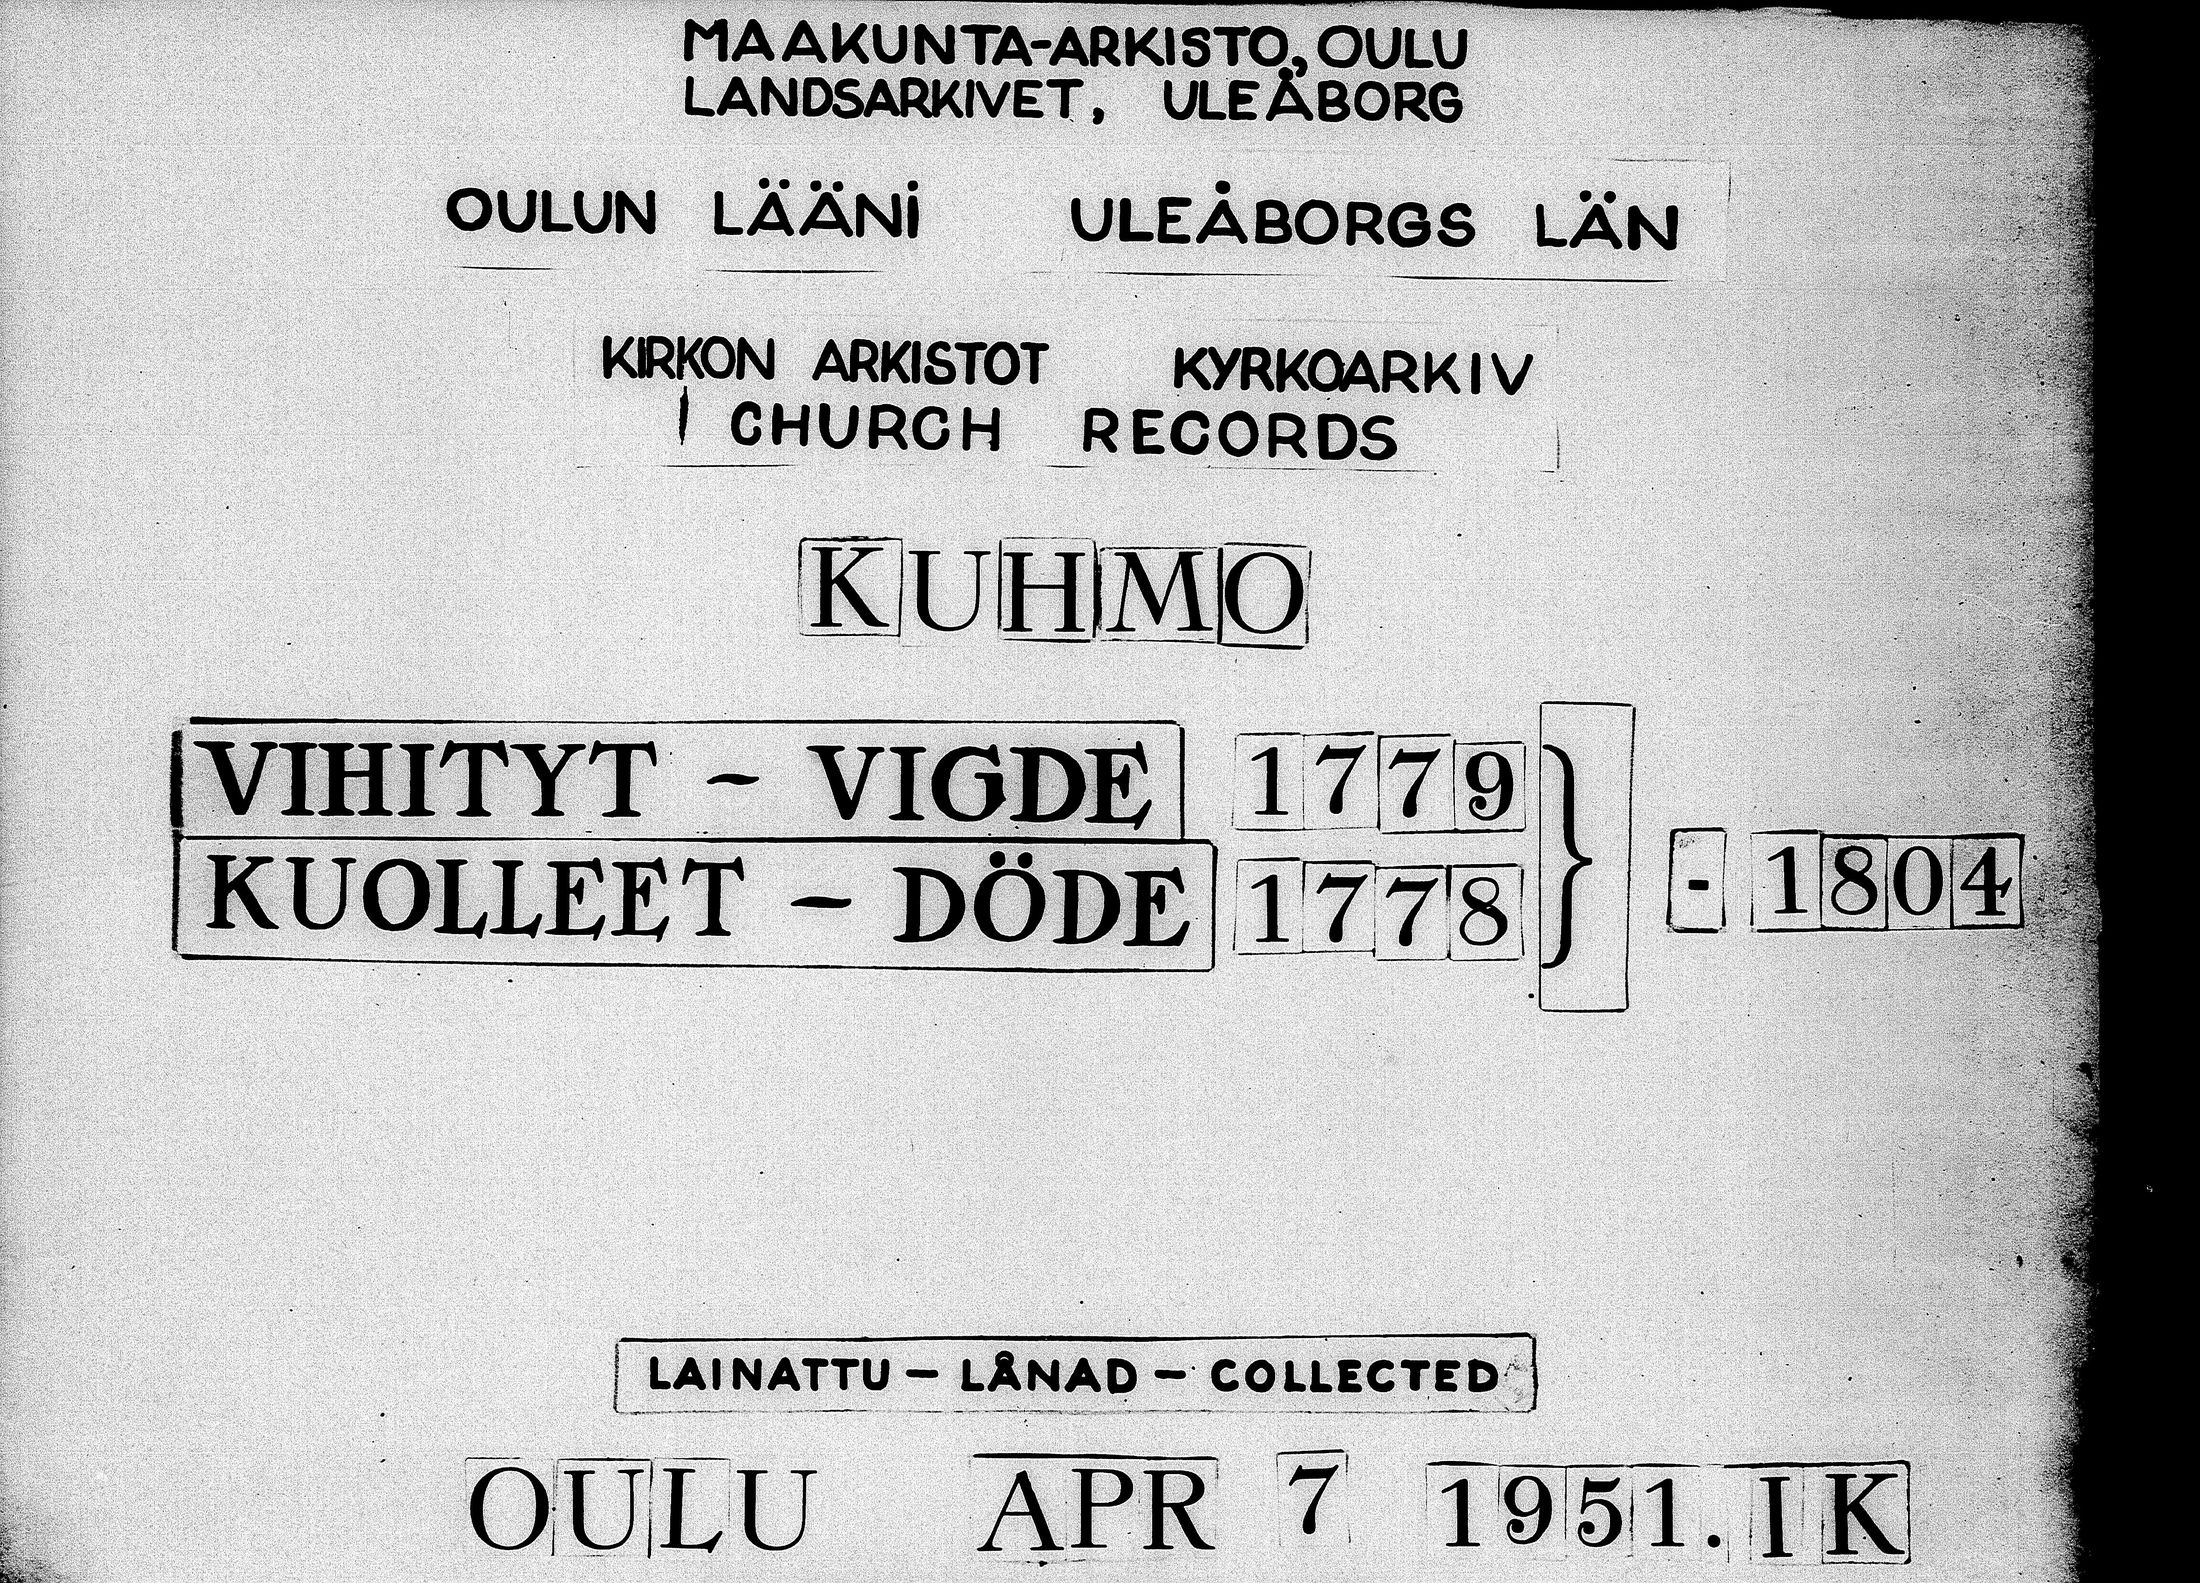 MAAKUNTA-ARKISTO, OULU
LANDSARKIVET, ULEÅBORG
OULUN LÄÄNI ULEÅBORGS LÄN
KIRKON ARKISTOT KYRKOARKIV
CHURCH RECORDS
KUHMO
VIHITYT - VIGDE 1779
KUOLLEET - DÖDE 1778 } - 1804
LAINATTU - LÅNAD - COLLECTED
OULU APR 7 1951. IK